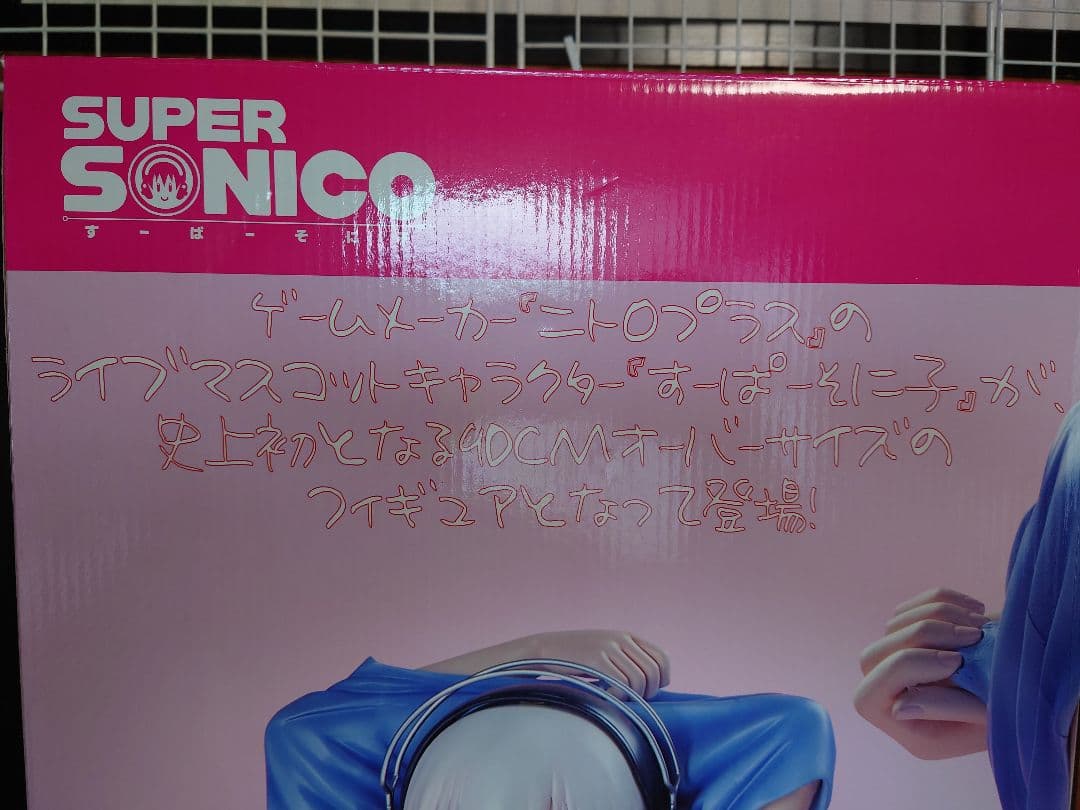 SUPER
SONICO
すーぱーそに
ゲームメーカー『ニトロプラス』の
ライブマスコットキャラクター『すーぱーそに子』が、
史上初となる90CMオーバーサイズの
フィギュアとなって登場!